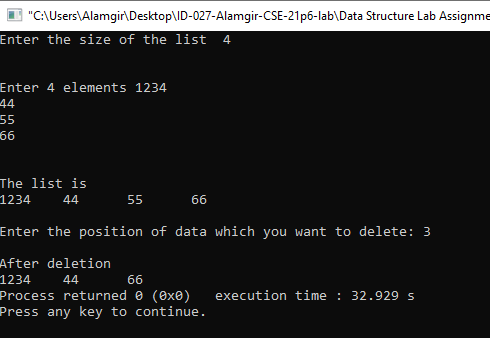 "C:\Users\Alamgir\Desktop\ID-027-Alamgir-CSE-21p6-lab\Data Structure Lab Assignme
Enter the size of the list  4
Enter 4 elements 1234
44
55
66
The list is
1234    44      55      66
Enter the position of data which you want to delete: 3
After deletion
1234    44      66
Process returned 0 (0x0)   execution time : 32.929 s
Press any key to continue.